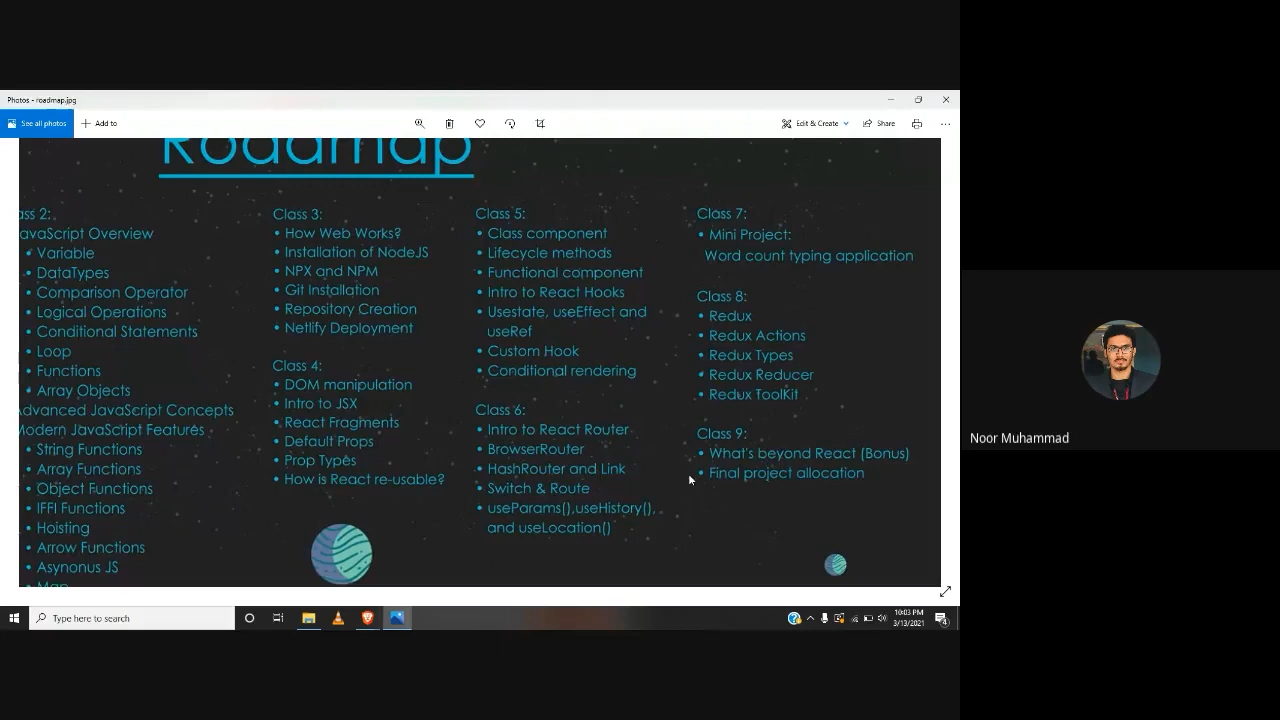 Photos - roadmap.jpg
See all photos
Add to
Edit & Create
Share
Roadmap
ass 2:
avaScript Overview
• Variable
• DataTypes
• Comparison Operator
• Logical Operations
• Conditional Statements
• Loop
• Functions
• Array Objects
Advanced JavaScript Concepts
Modern JavaScript Features
• String Functions
• Array Functions
• Object Functions
• IFFI Functions
• Hoisting
• Arrow Functions
• Asynonus JS
• Map
Class 3:
• How Web Works?
• Installation of NodeJS
• NPX and NPM
• Git Installation
• Repository Creation
• Netlify Deployment
Class 4:
• DOM manipulation
• Intro to JSX
• React Fragments
• Default Props
• Prop Types
• How is React re-usable?
Class 5:
• Class component
• Lifecycle methods
• Functional component
• Intro to React Hooks
• Usestate, useEffect and
useRef
• Custom Hook
• Conditional rendering
Class 6:
• Intro to React Router
• BrowserRouter
• HashRouter and Link
• Switch & Route
• useParams(),useHistory(),
and useLocation()
Class 7:
• Mini Project:
Word count typing application
Class 8:
• Redux
• Redux Actions
• Redux Types
• Redux Reducer
• Redux ToolKit
Class 9:
• What's beyond React (Bonus)
• Final project allocation
Noor Muhammad
Type here to search
10:03 PM
3/13/2021
4